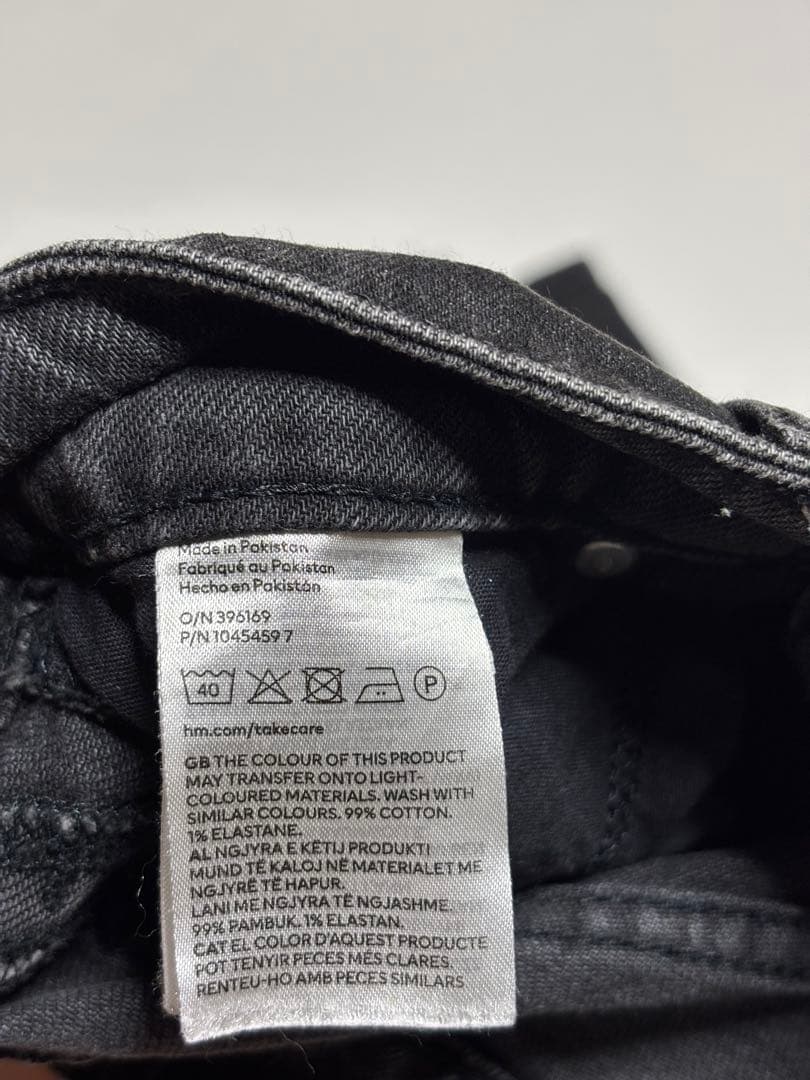 Made in Pakistan
Fabriqué au Pakistan
Hecho en Pakistán
O/N 396169
P/N 1045459 7
40
P
hm.com/takecare
GB THE COLOUR OF THIS PRODUCT
MAY TRANSFER ONTO LIGHT-
COLOURED MATERIALS. WASH WITH
SIMILAR COLOURS. 99% COTTON.
1% ELASTANE.
AL NGJYRA E KËTIJ PRODUKTI
MUND TË KALOJ NË MATERIALET ME
NGJYRË TË HAPUR.
LANI ME NGJYRA TË NGJASHME.
99% PAMBUK. 1% ELASTAN.
CAT EL COLOR D'AQUEST PRODUCTE
POT TENYIR PECES MÉS CLARES.
RENTEU-HO AMB PECES SIMILARS